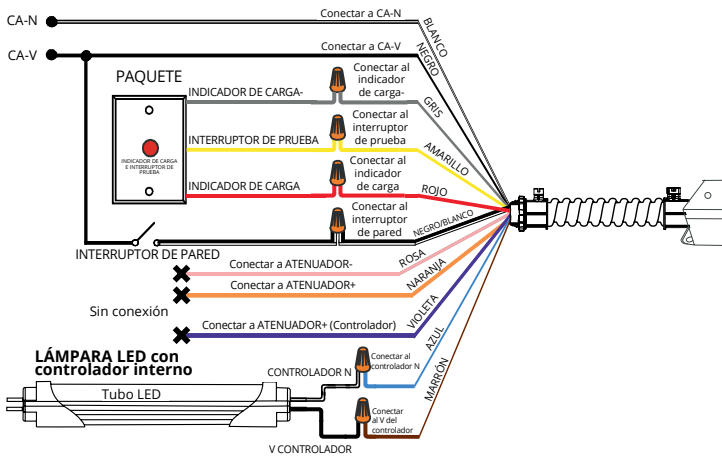 CA-N
Conectar a CA-N
BLANCO
CA-V
Conectar a CA-V
NEGRO
PAQUETE
INDICADOR DE CARGA-
Conectar al
indicador
de carga-
GRIS
INTERRUPTOR DE PRUEBA
Conectar al
interruptor
de prueba
AMARILLO
INDICADOR DE CARGA
E INTERRUPTOR DE
PRUEBA
INDICADOR DE CARGA
Conectar al
indicador
de carga
ROJO
Conectar al
interruptor
de pared
NEGRO/BLANCO
INTERRUPTOR DE PARED
Conectar a ATENUADOR-
ROSA
Conectar a ATENUADOR+
NARANJA
Sin conexión
Conectar a ATENUADOR+ (Controlador)
VIOLETA
AZUL
MARRÓN
LÁMPARA LED con
controlador interno
Tubo LED
CONTROLADOR N
Conectar al
controlador N
Conectar
al V del
controlador
V CONTROLADOR